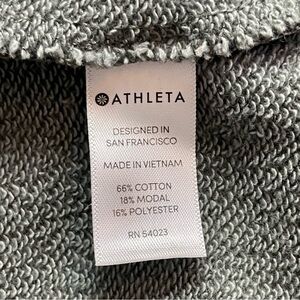 ATHLETA
DESIGNED IN
SAN FRANCISCO
MADE IN VIETNAM
66% COTTON
18% MODAL
16% POLYESTER
RN 54023